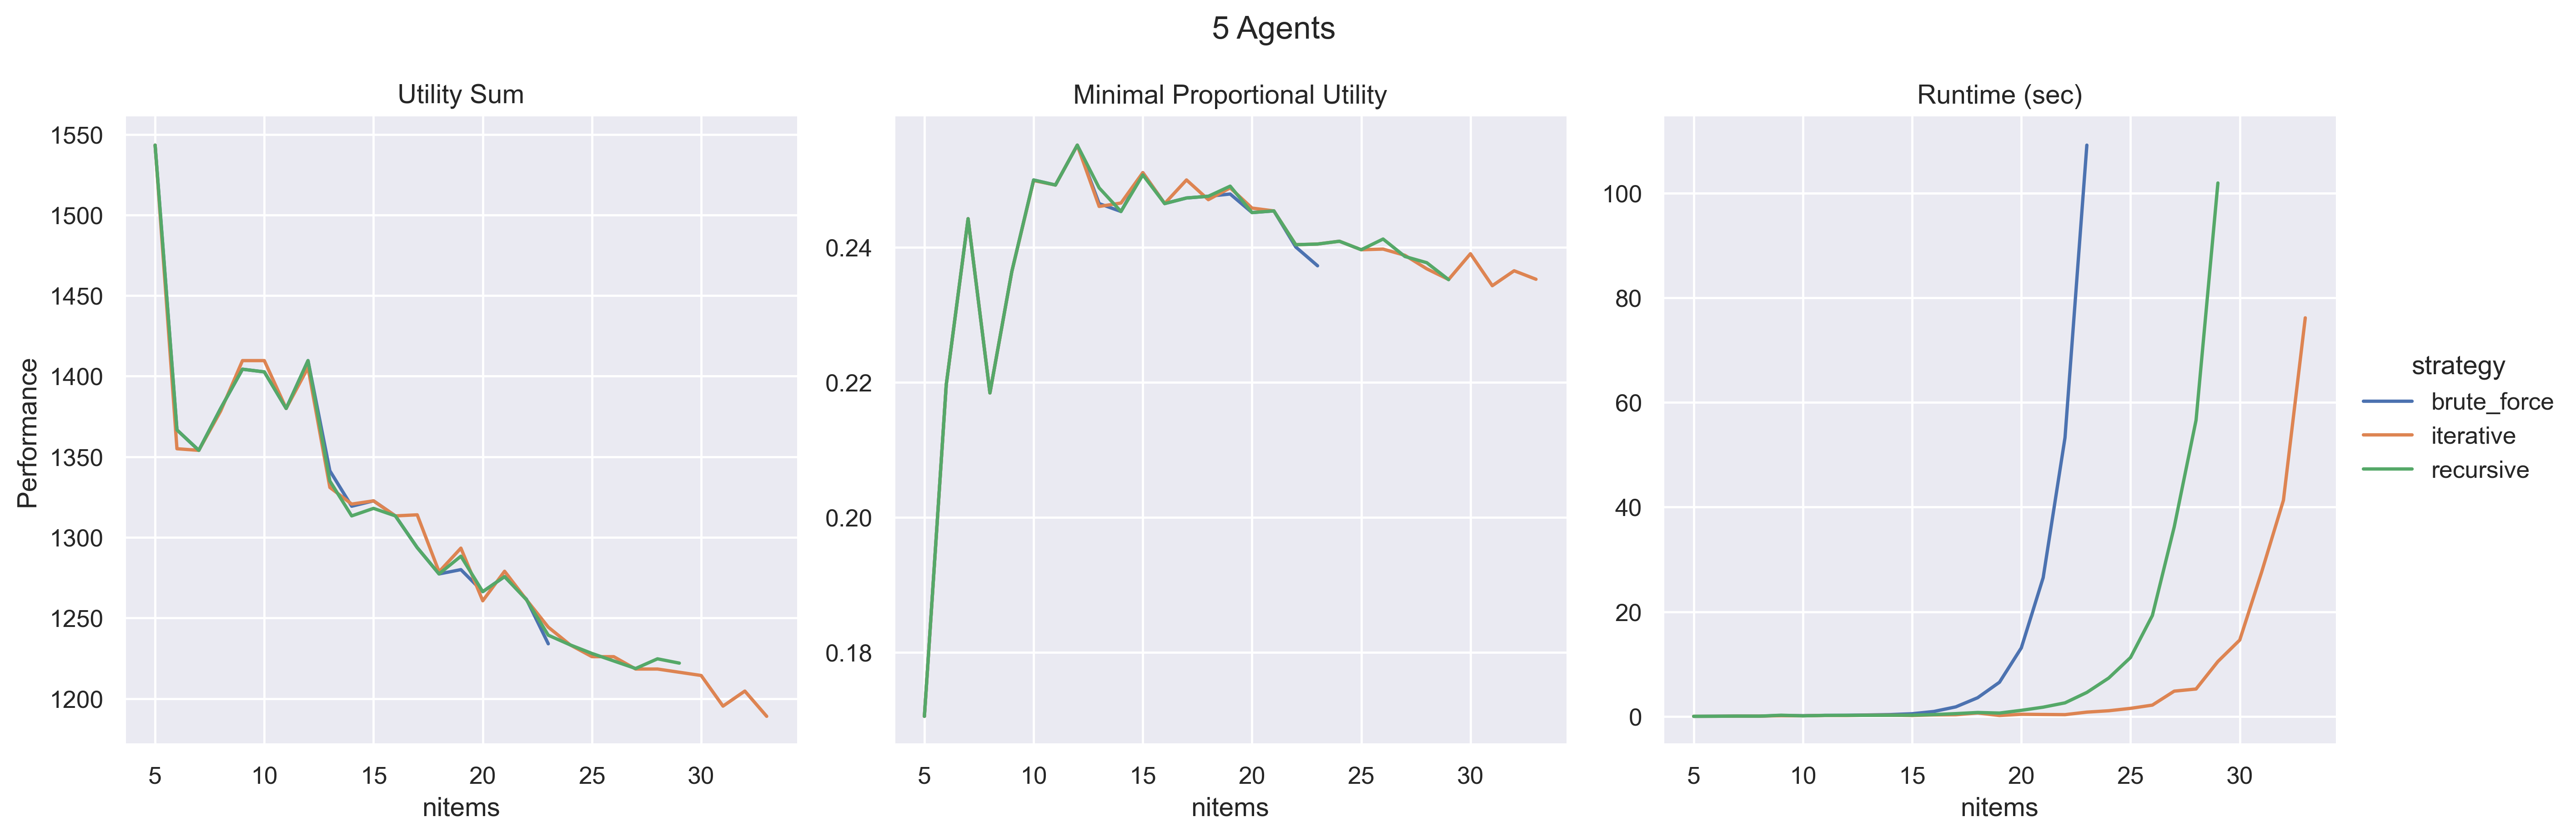 5 Agents
Utility Sum
1550
1500
1450
1400
1350
1300
1250
1200
Performance
5 10 15 20 25 30
nitems
Minimal Proportional Utility
0.24
0.22
0.20
0.18
5 10 15 20 25 30
nitems
Runtime (sec)
100
80
60
40
20
0
5 10 15 20 25 30
nitems
strategy
brute_force
iterative
recursive